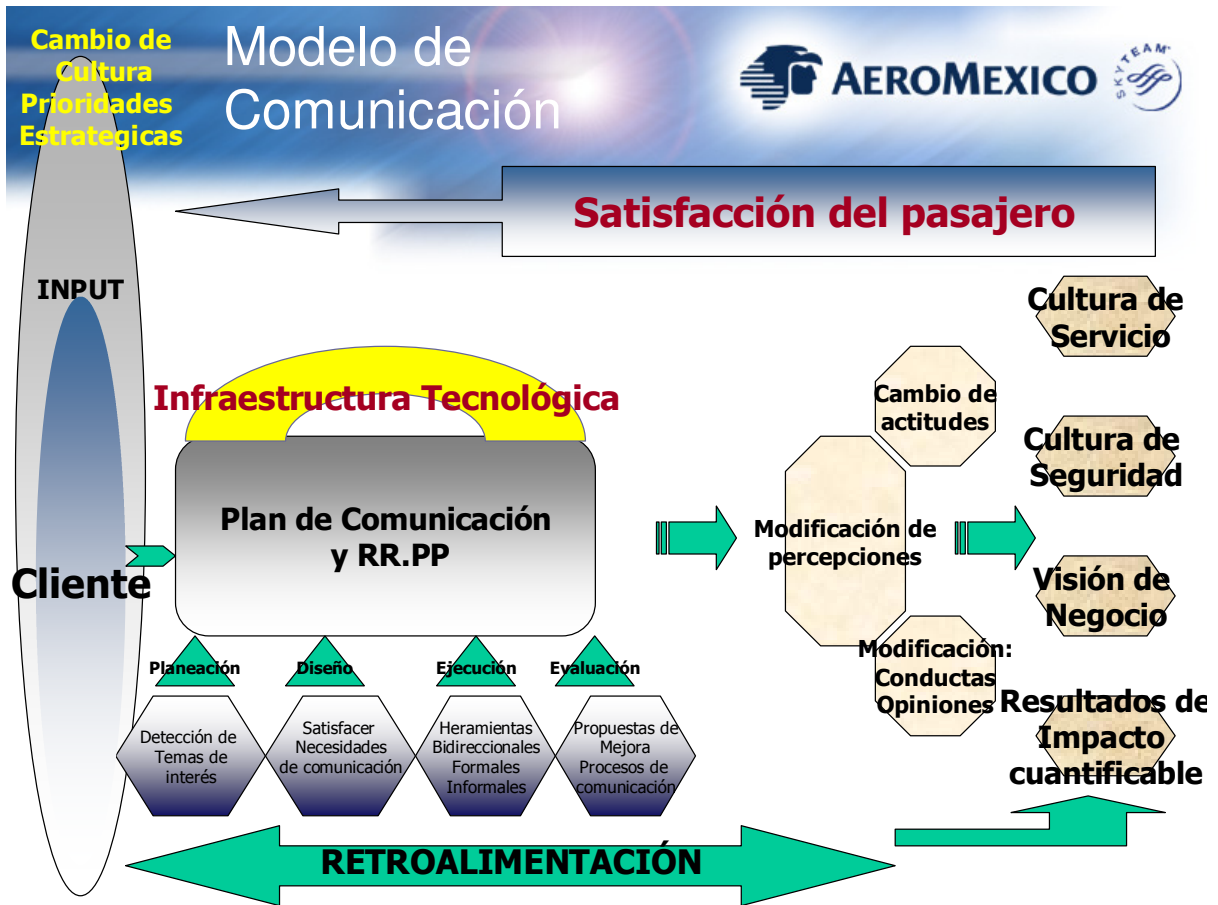 Cambio de
Cultura
Prioridades
Estrategicas
Modelo de
Comunicación
AEROMEXICO
SKYTEAM
Satisfacción del pasajero
INPUT
Cliente
Infraestructura Tecnológica
Plan de Comunicación
y RR.PP
Planeación
Diseño
Ejecución
Evaluación
Detección de
Temas de
interés
Satisfacer
Necesidades
de comunicación
Heramientas
Bidireccionales
Formales
Informales
Propuestas de
Mejora
Procesos de
comunicación
Cambio de
actitudes
Modificación de
percepciones
Modificación:
Conductas
Opiniones
Cultura de
Servicio
Cultura de
Seguridad
Visión de
Negocio
Resultados de
Impacto
cuantificable
RETROALIMENTACIÓN